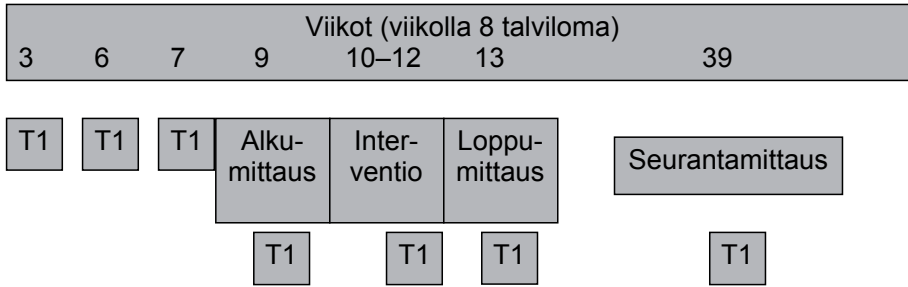 Viikot (viikolla 8 talviloma)
3 6 7 9 10–12 13 39
T1 T1 T1 Alku- Inter- Loppu-
mittaus ventio mittaus
Seurantamittaus
T1 T1 T1 T1